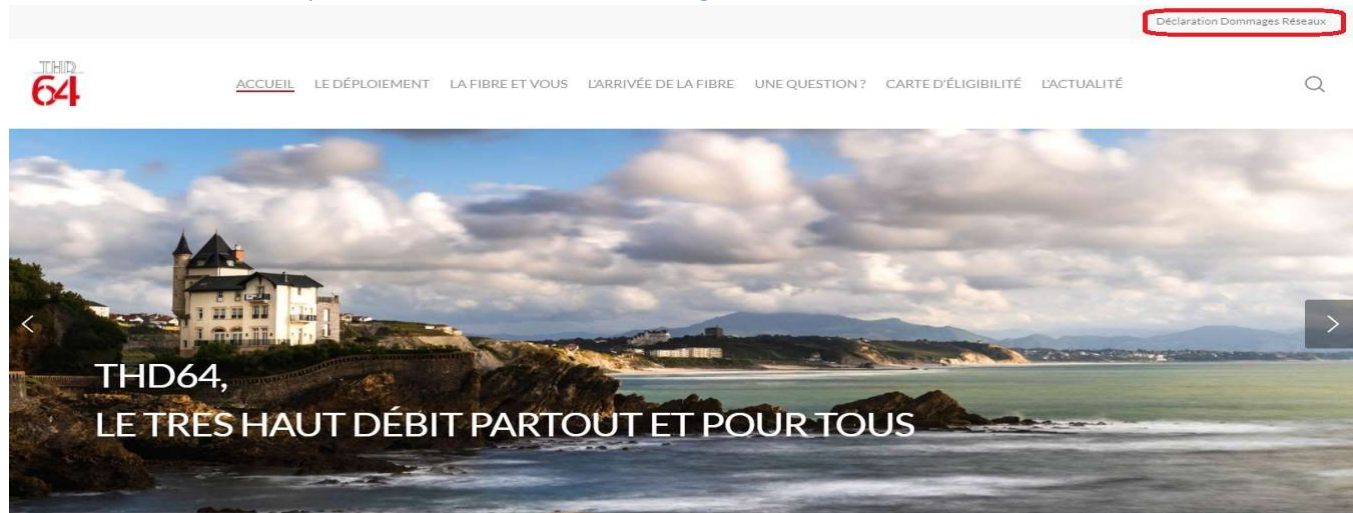 Déclaration Dommages Réseaux
THD
64
ACCUEIL LE DÉPLOIEMENT LA FIBRE ET VOUS L'ARRIVÉE DE LA FIBRE UNE QUESTION ? CARTE D'ÉLIGIBILITÉ L'ACTUALITÉ
THD64,
LE TRES HAUT DÉBIT PARTOUT ET POUR TOUS